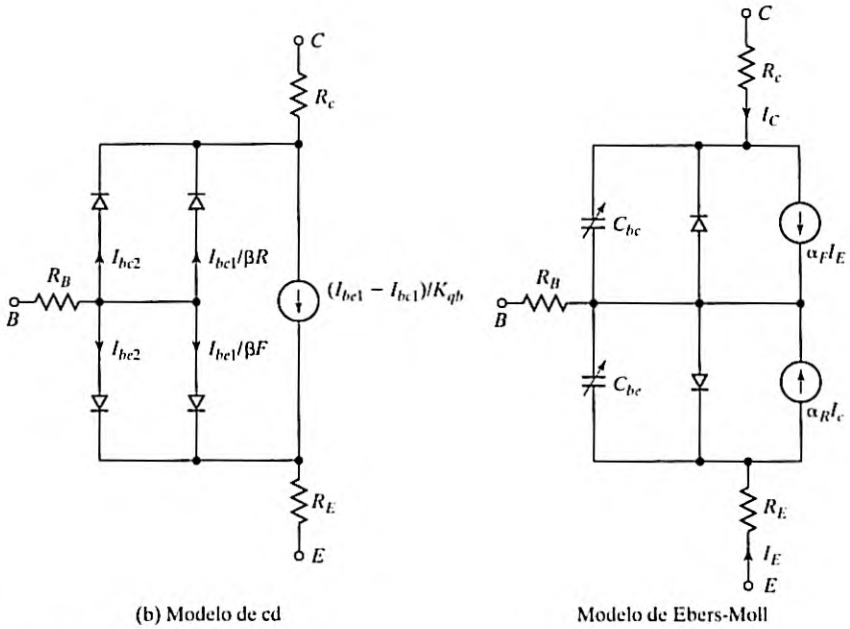 C
R_c
I_bc2
I_bc1/βR
R_B
B
(I_be1 − I_bc1)/K_qb
I_be2
I_be1/βF
R_E
E
(b) Modelo de cd
C
R_c
I_C
C_bc
α_F I_E
R_B
B
C_be
α_R I_c
R_E
I_E
E
Modelo de Ebers-Moll